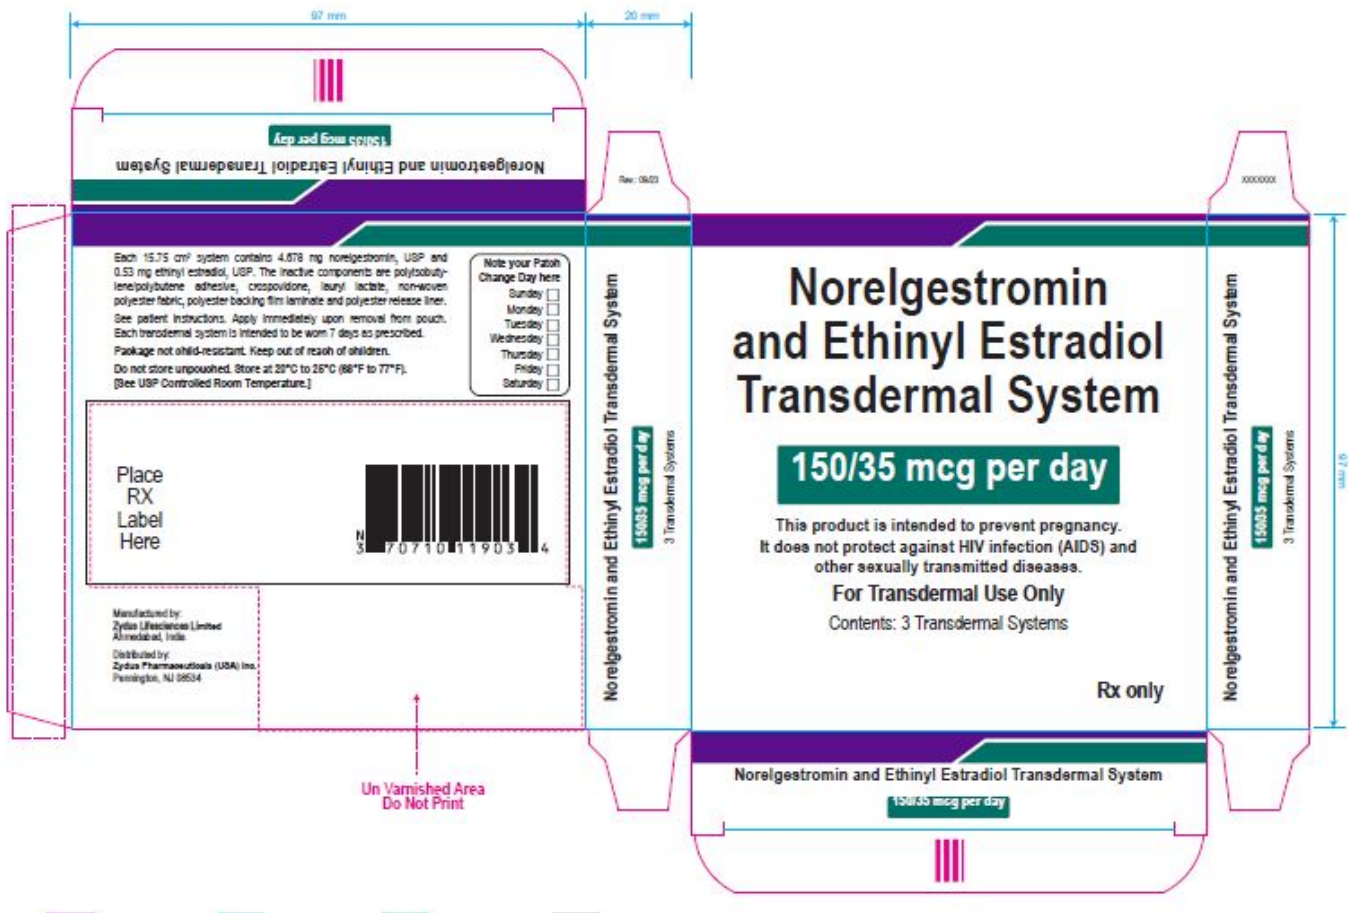 97 mm
20 mm
150/35 mcg per day
Norelgestromin and Ethinyl Estradiol Transdermal System
Rev.: 09/23
XXXXXXX
Each 15.75 cm² system contains 4.678 mg norelgestromin, USP and
0.53 mg ethinyl estradiol, USP. The inactive components are polyisobuty-
lene/polybutene adhesive, crospovidone, lauryl lactate, non-woven
polyester fabric, polyester backing film laminate and polyester release liner.
See patient instructions. Apply immediately upon removal from pouch.
Each transdermal system is intended to be worn 7 days as prescribed.
Package not child-resistant. Keep out of reach of children.
Do not store unpouched. Store at 20°C to 25°C (68°F to 77°F).
[See USP Controlled Room Temperature.]
Note your Patch
Change Day here
Sunday
Monday
Tuesday
Wednesday
Thursday
Friday
Saturday
Place
RX
Label
Here
N
3 70710 11903 4
Manufactured by:
Zydus Lifesciences Limited
Ahmedabad, India
Distributed by:
Zydus Pharmaceuticals (USA) Inc.
Pennington, NJ 08534
Un Varnished Area
Do Not Print
Norelgestromin and Ethinyl Estradiol Transdermal System
150/35 mcg per day
3 Transdermal Systems
Norelgestromin
and Ethinyl Estradiol
Transdermal System
150/35 mcg per day
This product is intended to prevent pregnancy.
It does not protect against HIV infection (AIDS) and
other sexually transmitted diseases.
For Transdermal Use Only
Contents: 3 Transdermal Systems
Rx only
Norelgestromin and Ethinyl Estradiol Transdermal System
150/35 mcg per day
Norelgestromin and Ethinyl Estradiol Transdermal System
150/35 mcg per day
3 Transdermal Systems
97 mm